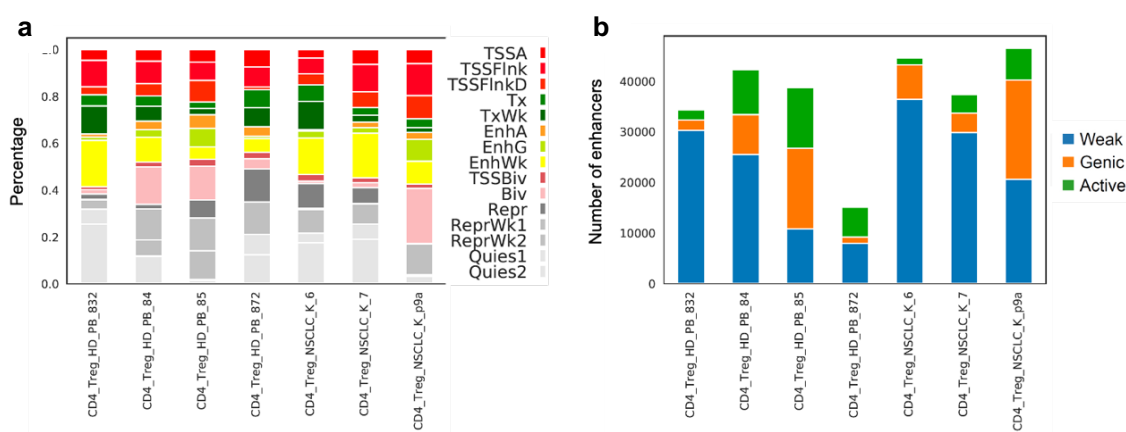 a
b
.0
0.8
0.6
0.4
0.2
0.0
Percentage
TSSA
TSSFlnk
TSSFlnkD
Tx
TxWk
EnhA
EnhG
EnhWk
TSSBiv
Biv
Repr
ReprWk1
ReprWk2
Quies1
Quies2
CD4_Treg_HD_PB_832
CD4_Treg_HD_PB_84
CD4_Treg_HD_PB_85
CD4_Treg_HD_PB_872
CD4_Treg_NSCLC_K_6
CD4_Treg_NSCLC_K_7
CD4_Treg_NSCLC_K_p9a
Number of enhancers
40000
30000
20000
10000
0
Weak
Genic
Active
CD4_Treg_HD_PB_832
CD4_Treg_HD_PB_84
CD4_Treg_HD_PB_85
CD4_Treg_HD_PB_872
CD4_Treg_NSCLC_K_6
CD4_Treg_NSCLC_K_7
CD4_Treg_NSCLC_K_p9a